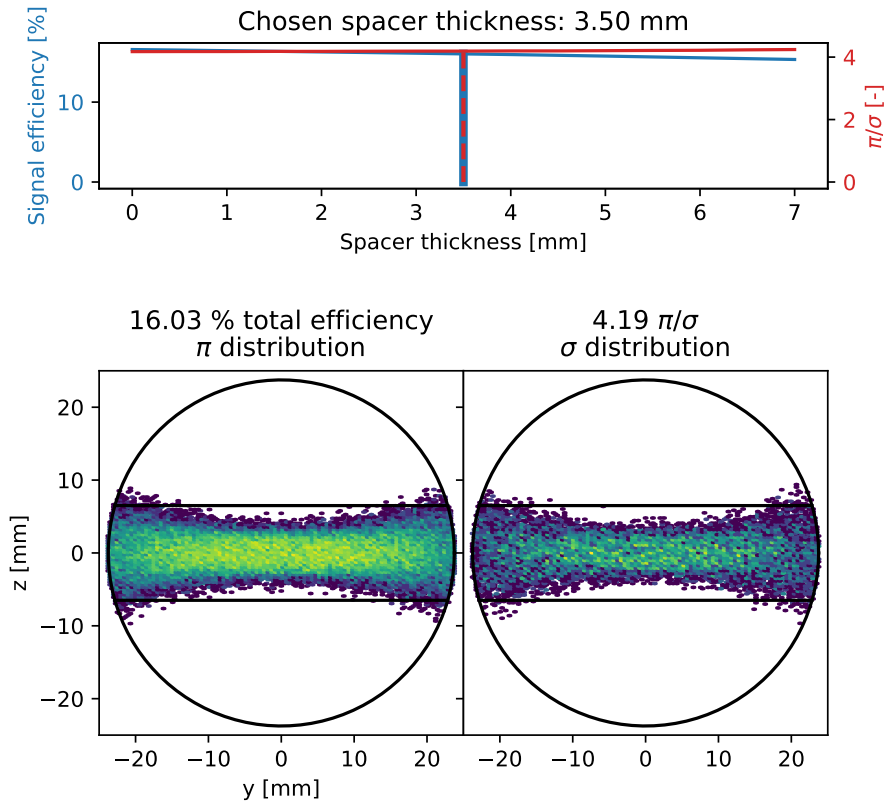 Chosen spacer thickness: 3.50 mm
Signal efficiency [%]
10
0
4
2
0
π/σ [-]
0 1 2 3 4 5 6 7
Spacer thickness [mm]
16.03 % total efficiency
π distribution
4.19 π/σ
σ distribution
z [mm]
20
10
0
−10
−20
−20 −10 0 10 20
−20 −10 0 10 20
y [mm]